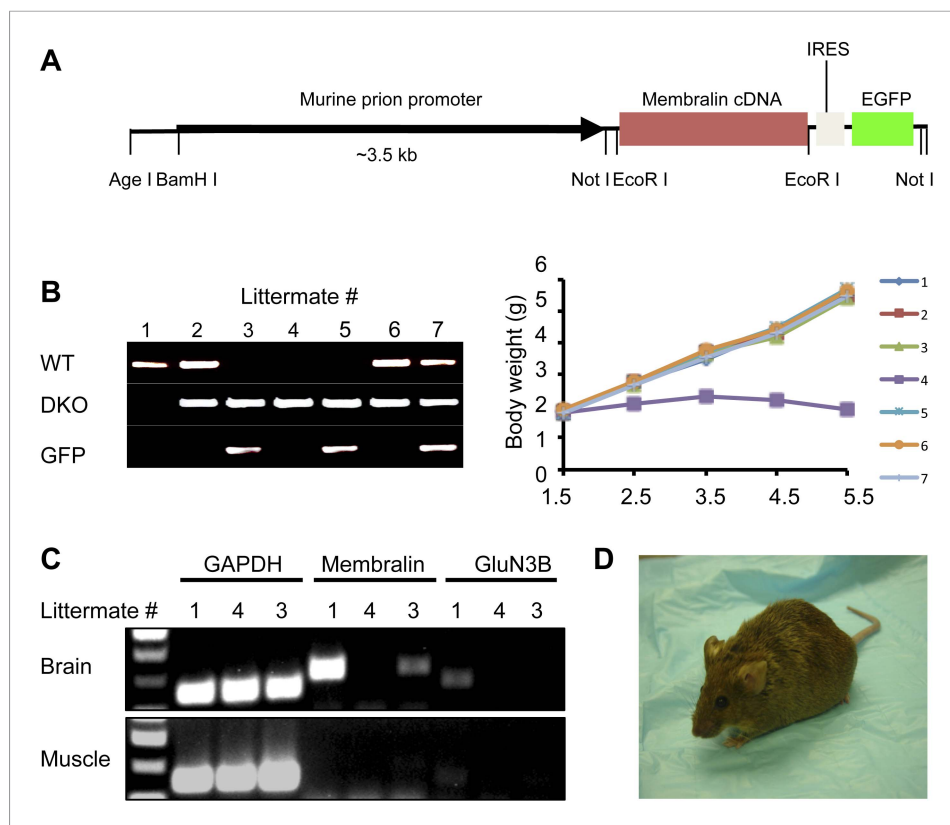 A
IRES
Murine prion promoter
Membralin cDNA
EGFP
~3.5 kb
Age I BamH I
Not I EcoR I
EcoR I
Not I
B
Littermate #
1 2 3 4 5 6 7
WT
DKO
GFP
Body weight (g)
6
5
4
3
2
1
0
1.5 2.5 3.5 4.5 5.5
1
2
3
4
5
6
7
C
GAPDH Membralin GluN3B
Littermate # 1 4 3 1 4 3 1 4 3
Brain
Muscle
D